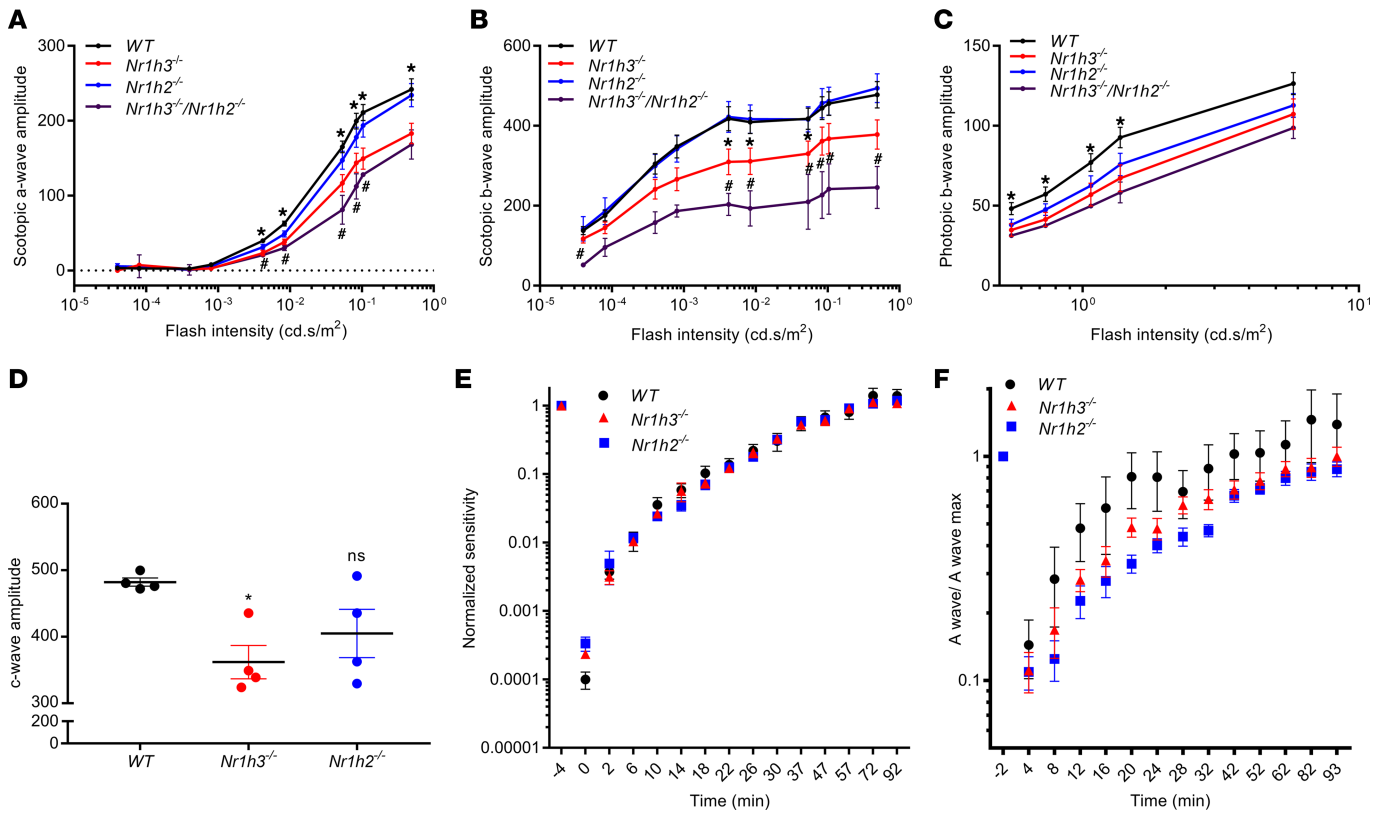 A
WT
Nr1h3-/-
Nr1h2-/-
Nr1h3-/-/Nr1h2-/-
Scotopic a-wave amplitude
300
200
100
0
* * * * * *
# # # # #
10-5 10-4 10-3 10-2 10-1 100
Flash intensity (cd.s/m2)
B
WT
Nr1h3-/-
Nr1h2-/-
Nr1h3-/-/Nr1h2-/-
Scotopic b-wave amplitude
600
400
200
0
* * *
# # # # # # #
10-5 10-4 10-3 10-2 10-1 100
Flash intensity (cd.s/m2)
C
WT
Nr1h3-/-
Nr1h2-/-
Nr1h3-/-/Nr1h2-/-
Photopic b-wave amplitude
150
100
50
0
* * * *
100 101
Flash intensity (cd.s/m2)
D
c-wave amplitude
600
500
400
300
200
0
*
ns
WT Nr1h3-/- Nr1h2-/-
E
WT
Nr1h3-/-
Nr1h2-/-
Normalized sensitivity
1
0.1
0.01
0.001
0.0001
0.00001
-4 0 2 6 10 14 18 22 26 30 37 47 57 72 92
Time (min)
F
WT
Nr1h3-/-
Nr1h2-/-
A wave/ A wave max
1
0.1
-2 4 8 12 16 20 24 28 32 42 52 62 82 93
Time (min)